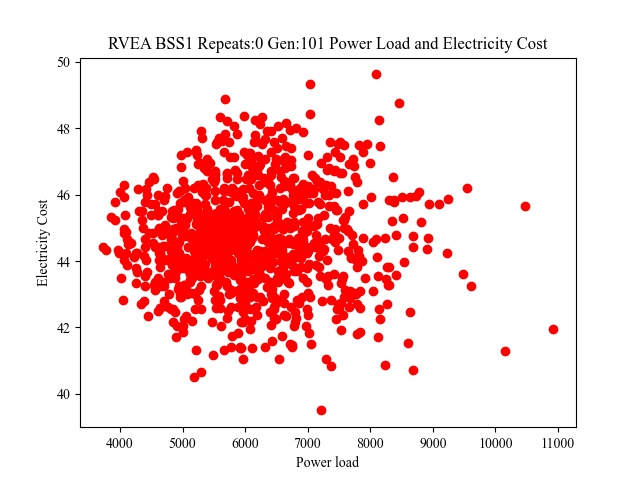 RVEA BSS1 Repeats:0 Gen:101 Power Load and Electricity Cost
50
48
46
44
42
40
Electricity Cost
4000 5000 6000 7000 8000 9000 10000 11000
Power load